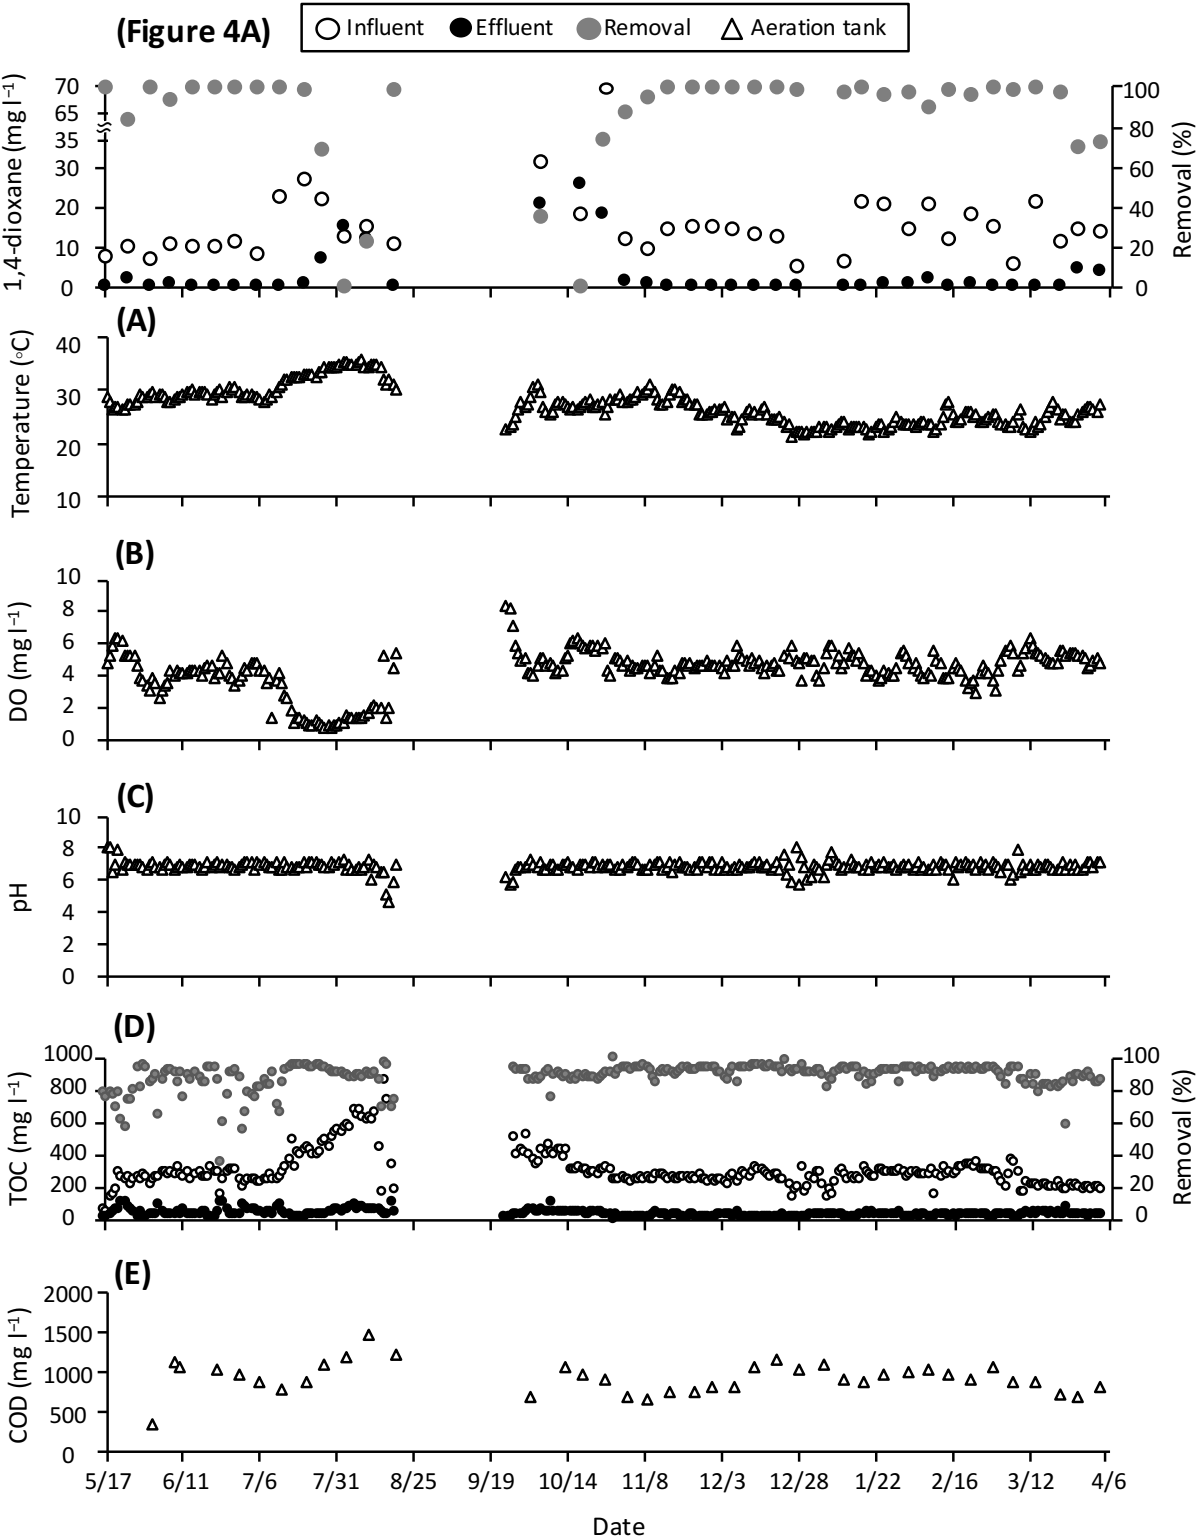 (Figure 4A)
Influent Effluent Removal Aeration tank
1,4-dioxane (mg l⁻¹)
70
65
35
30
20
10
0
100
80
60
40
20
0
Removal (%)
(A)
Temperature (°C)
40
30
20
10
(B)
DO (mg l⁻¹)
10
8
6
4
2
0
(C)
pH
10
8
6
4
2
0
(D)
TOC (mg l⁻¹)
1000
800
600
400
200
0
100
80
60
40
20
0
Removal (%)
(E)
COD (mg l⁻¹)
2000
1500
1000
500
0
5/17 6/11 7/6 7/31 8/25 9/19 10/14 11/8 12/3 12/28 1/22 2/16 3/12 4/6
Date